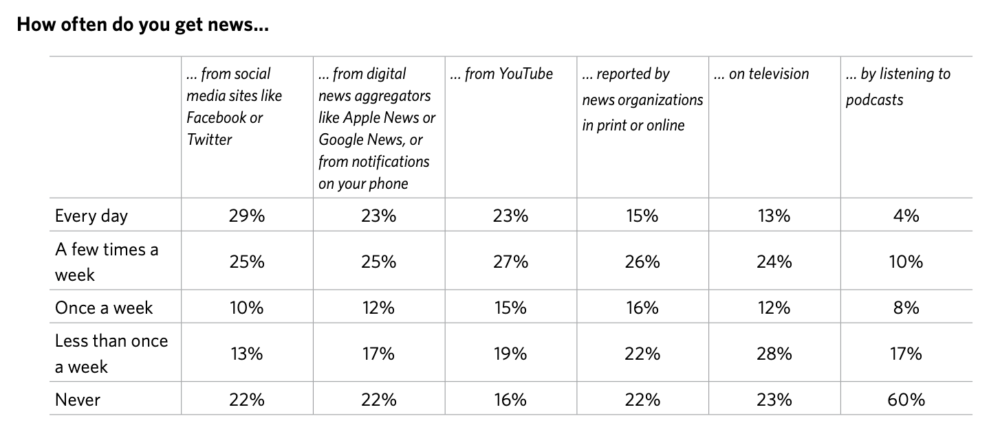 How often do you get news...
... from social
media sites like
Facebook or
Twitter
... from digital
news aggregators
like Apple News or
Google News, or
from notifications
on your phone
... from YouTube
... reported by
news organizations
in print or online
... on television
... by listening to
podcasts
Every day 29% 23% 23% 15% 13% 4%
A few times a
week 25% 25% 27% 26% 24% 10%
Once a week 10% 12% 15% 16% 12% 8%
Less than once
a week 13% 17% 19% 22% 28% 17%
Never 22% 22% 16% 22% 23% 60%